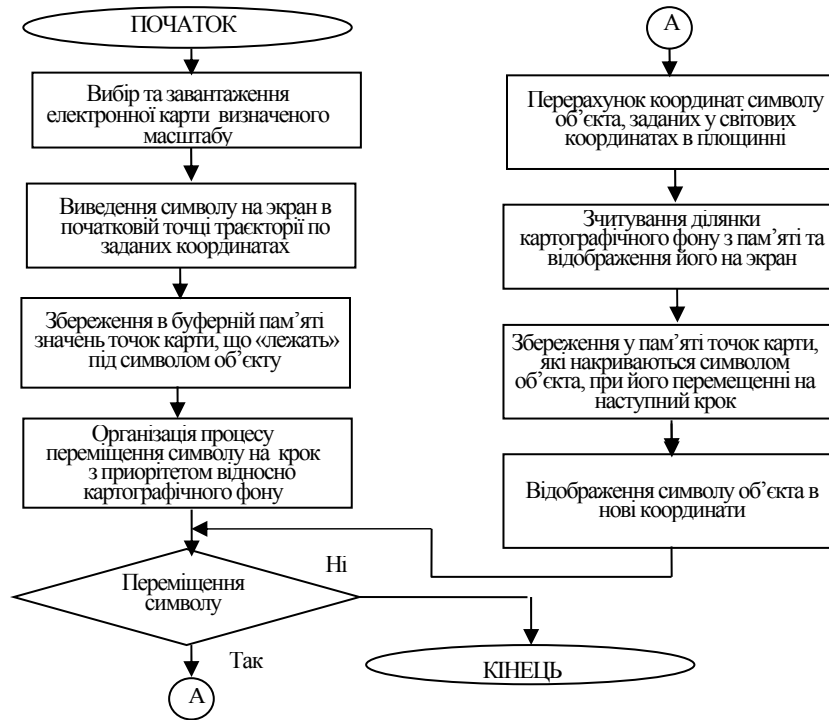 ПОЧАТОК
Вибір та завантаження
електронної карти визначеного
масштабу
Виведення символу на экран в
початковій точці траєкторії по
заданих координатах
Збереження в буферній пам’яті
значень точок карти, що «лежать»
під символом об’єкту
Організація процесу
переміщення символу на крок
з приорітетом відносно
картографічного фону
Переміщення
символу
Ні
Так
А
КІНЕЦЬ
А
Перерахунок координат символу
об’єкта, заданих у світових
координатах в площинні
Зчитування ділянки
картографічного фону з пам’яті та
відображення його на экран
Збереження у пам’яті точок карти,
які накриваються символом
об’єкта, при його перемещенні на
наступний крок
Відображення символу об’єкта в
нові координати